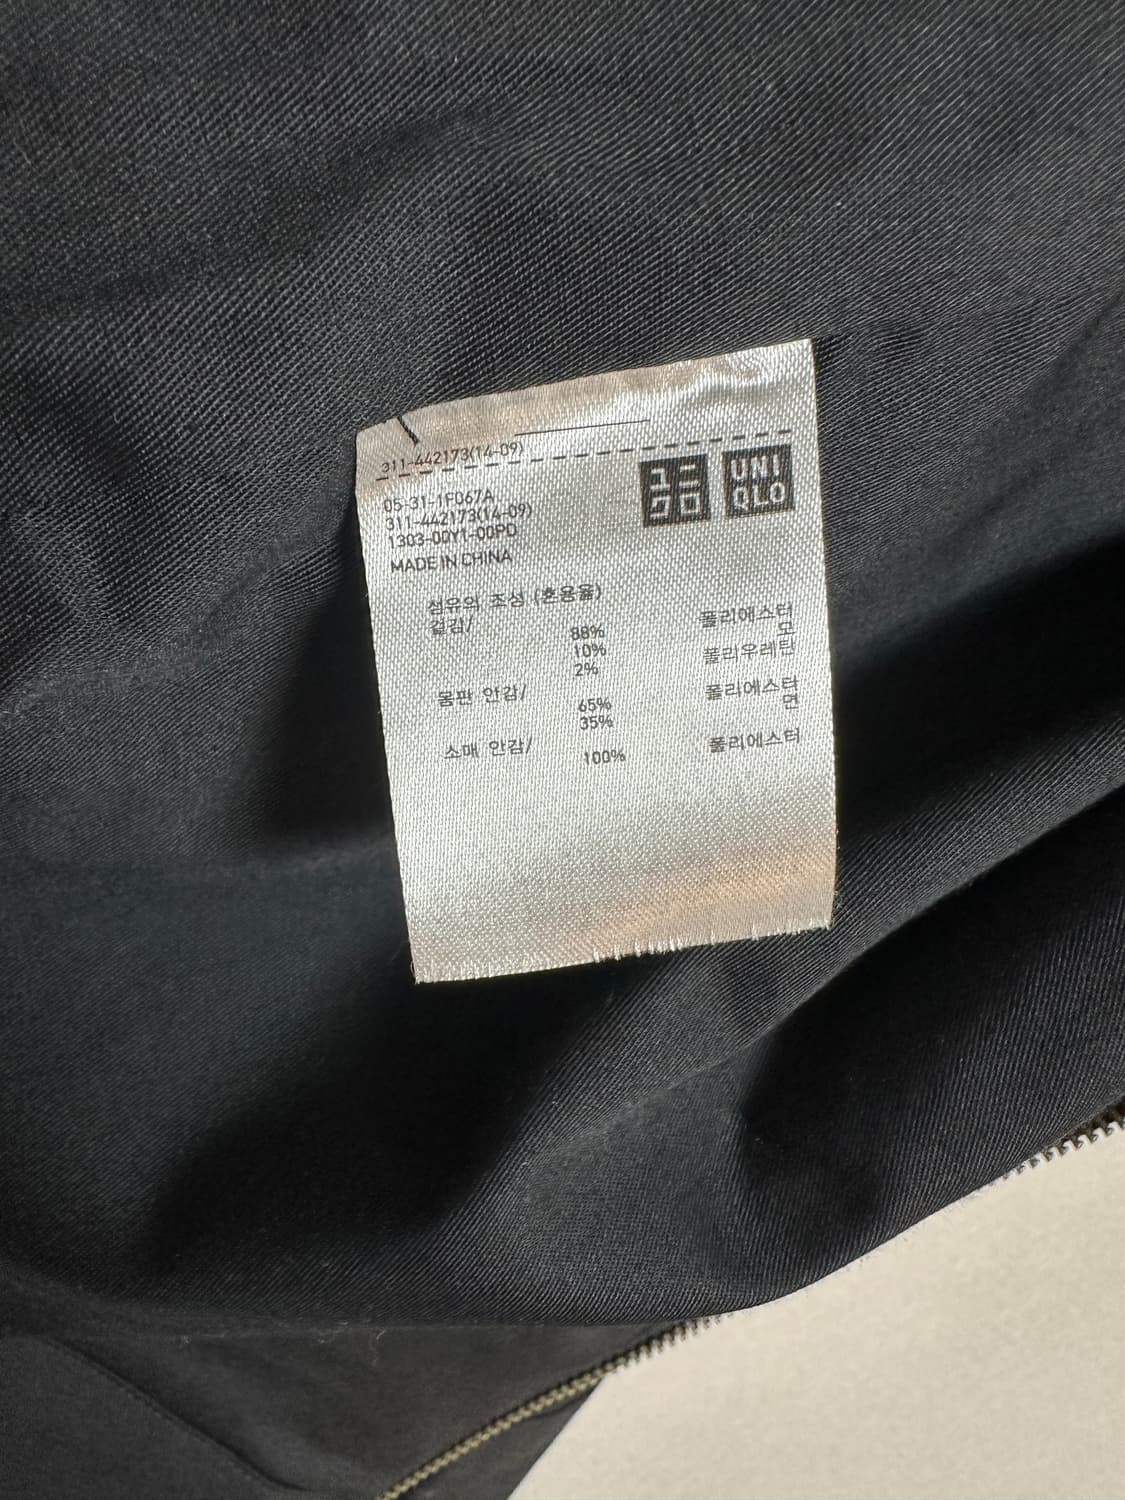 311-442173(14-09)
ユニ
クロ
UNI
QLO
05-31-1F067A
311-442173(14-09)
1303-00Y1-00PD
MADE IN CHINA
섬유의 조성 (혼용율)
겉감/
88% 폴리에스터
10% 모
2% 폴리우레탄
몸판 안감/
65% 폴리에스터
35% 면
소매 안감/
100% 폴리에스터